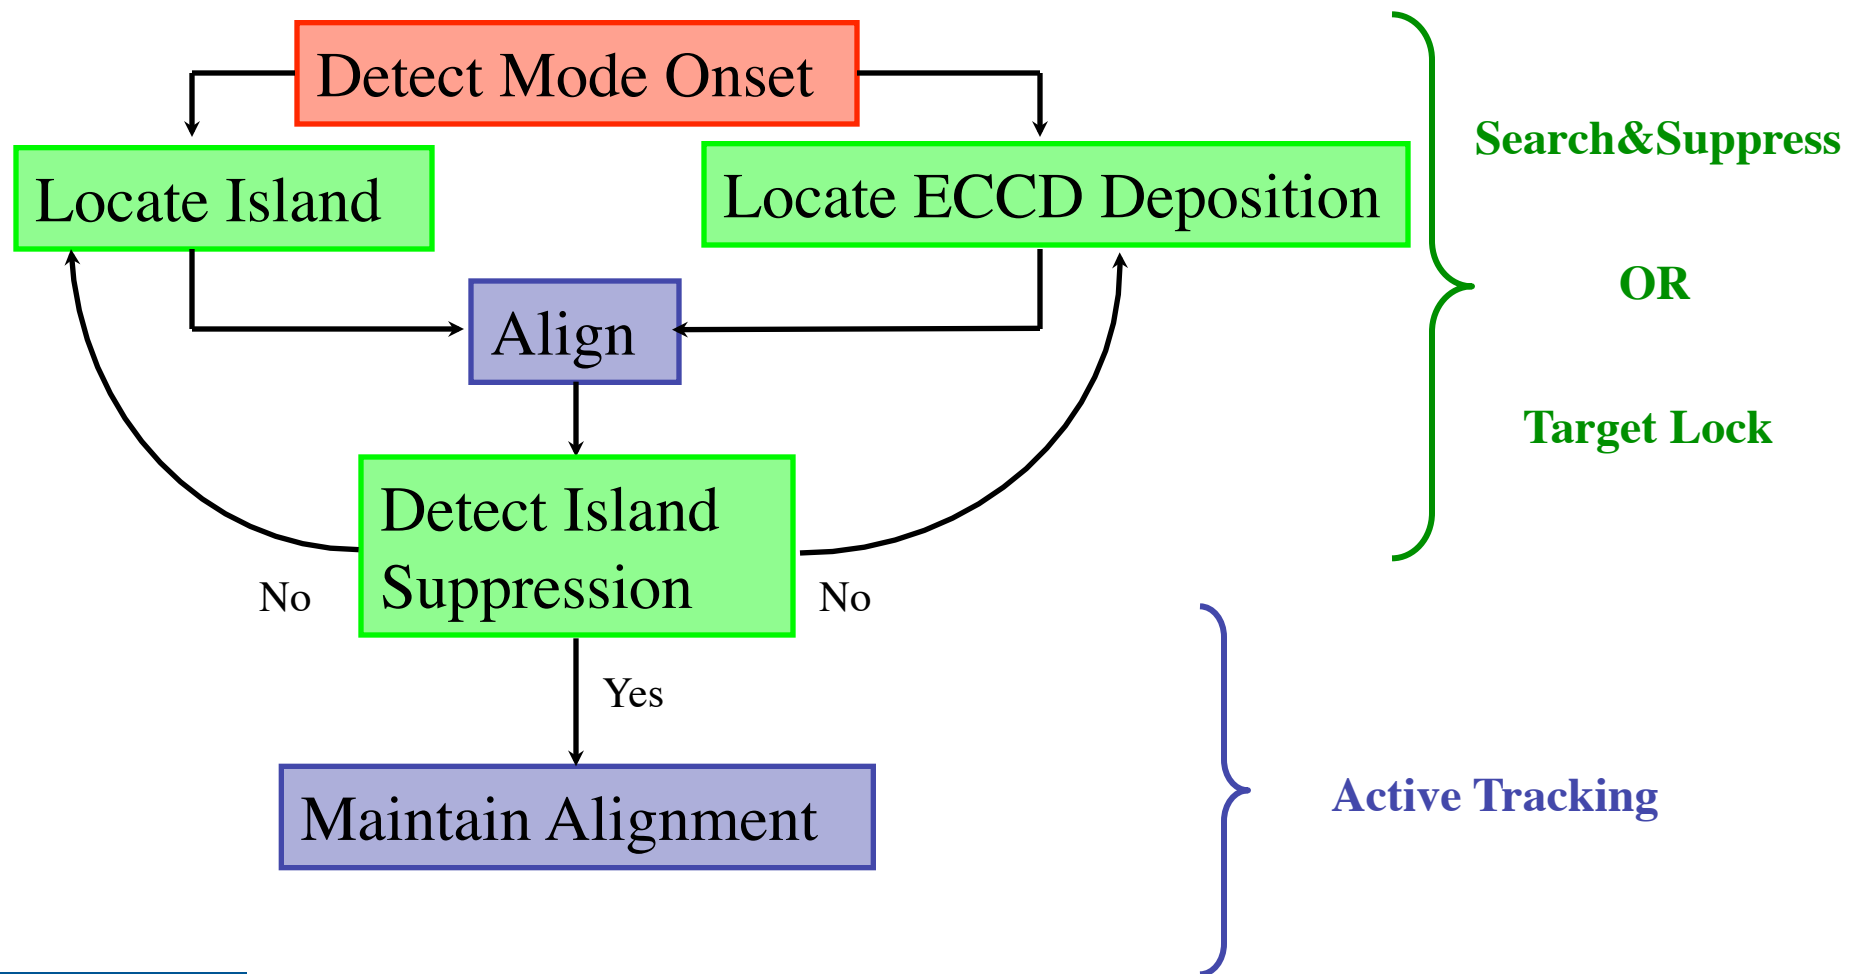 Detect Mode Onset
Locate Island
Locate ECCD Deposition
Align
Detect Island
Suppression
No
No
Yes
Maintain Alignment
Search&Suppress
OR
Target Lock
Active Tracking